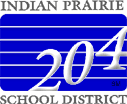 INDIAN PRAIRIE
204
SCHOOL DISTRICT